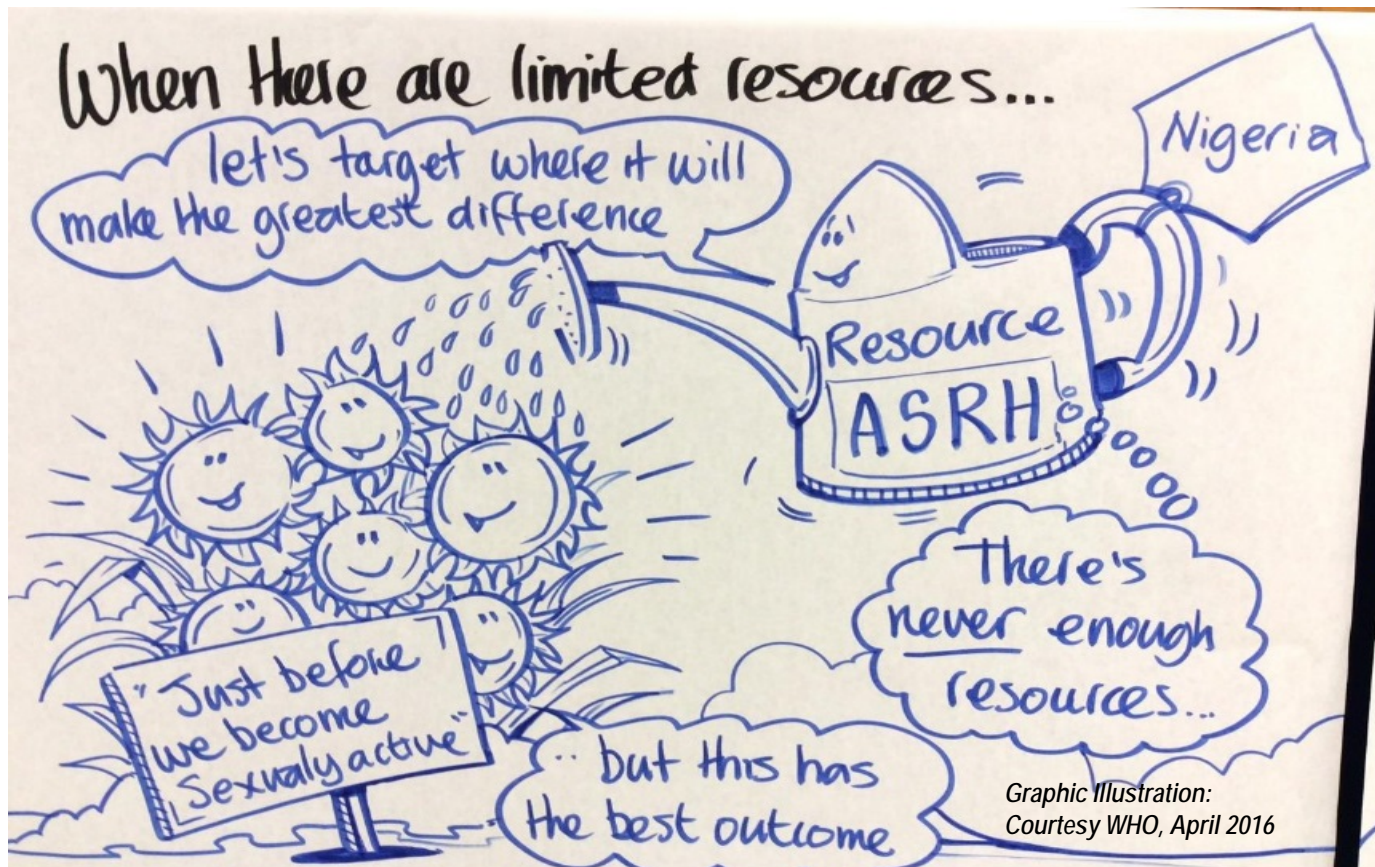 When there are limited resources...
let's target where it will
make the greatest difference
Nigeria
Resource
ASRH
There's
never enough
resources...
"Just before
we become
Sexualy active"
.. but this has
the best outcome
Graphic Illustration:
Courtesy WHO, April 2016